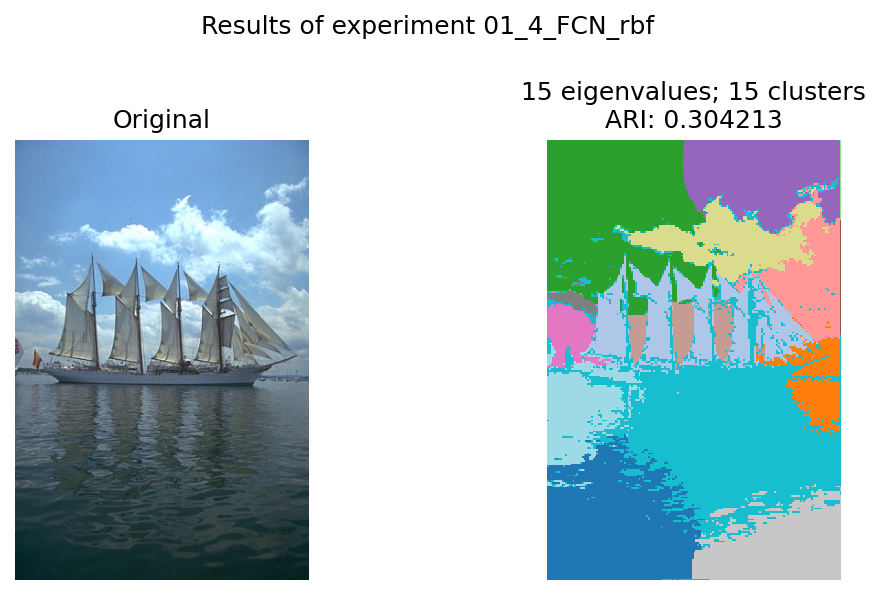 Results of experiment 01_4_FCN_rbf
Original
15 eigenvalues; 15 clusters
ARI: 0.304213